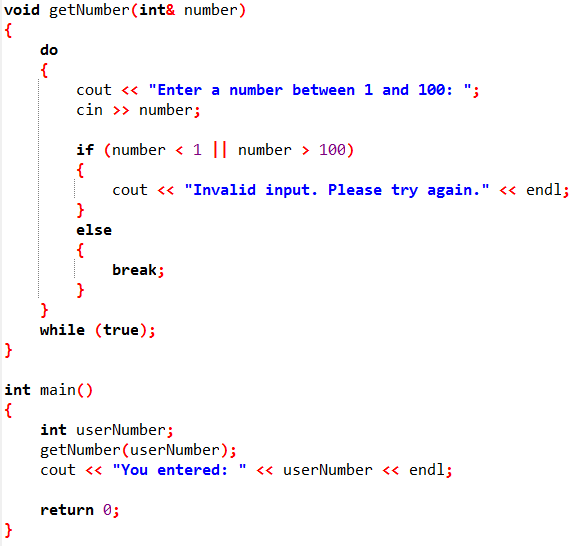 void getNumber(int& number)
{
    do
    {
        cout << "Enter a number between 1 and 100: ";
        cin >> number;

        if (number < 1 || number > 100)
        {
            cout << "Invalid input. Please try again." << endl;
        }
        else
        {
            break;
        }
    }
    while (true);
}

int main()
{
    int userNumber;
    getNumber(userNumber);
    cout << "You entered: " << userNumber << endl;

    return 0;
}